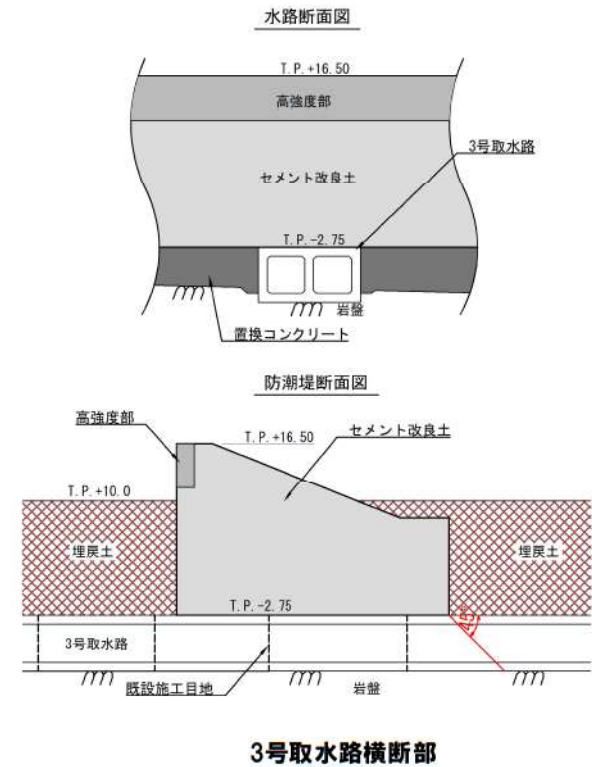 水路断面図
T.P.+16.50
高強度部
3号取水路
セメント改良土
T.P.-2.75
岩盤
置換コンクリート
防潮堤断面図
高強度部
セメント改良土
T.P.+16.50
T.P.+10.0
埋戻土
埋戻土
T.P.-2.75
45°
3号取水路
既設施工目地
岩盤
3号取水路横断部